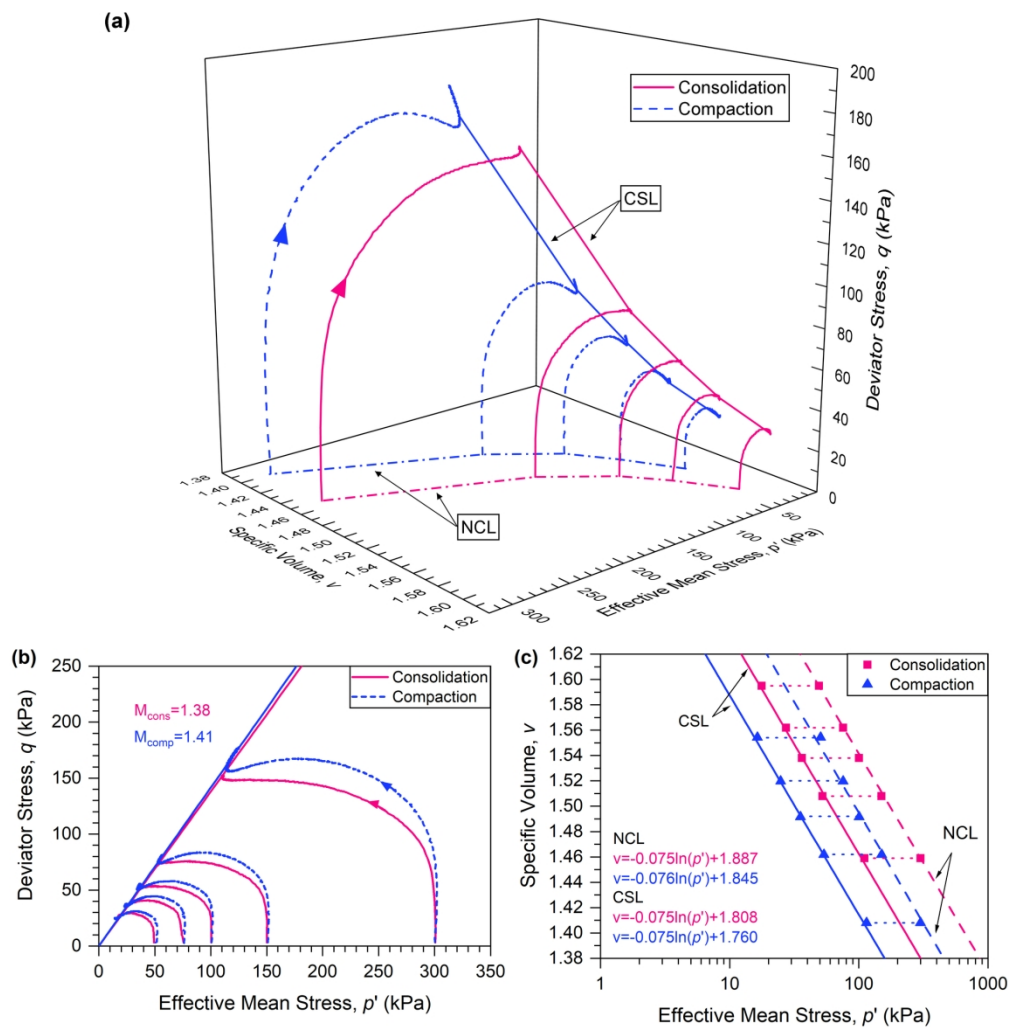 (a)
Consolidation
Compaction
CSL
NCL
200
180
160
140
120
100
80
60
40
20
0
Deviator Stress, q (kPa)
1.38
1.40
1.42
1.44
1.46
1.48
1.50
1.52
1.54
1.56
1.58
1.60
1.62
Specific Volume, v
50
100
150
200
250
300
Effective Mean Stress, p' (kPa)
(b)
250
200
150
100
50
0
Deviator Stress, q (kPa)
Consolidation
Compaction
Mcons=1.38
Mcomp=1.41
0 50 100 150 200 250 300 350
Effective Mean Stress, p' (kPa)
(c)
1.62
1.60
1.58
1.56
1.54
1.52
1.50
1.48
1.46
1.44
1.42
1.40
1.38
Specific Volume, v
Consolidation
Compaction
CSL
NCL
NCL
v=-0.075ln(p')+1.887
v=-0.076ln(p')+1.845
CSL
v=-0.075ln(p')+1.808
v=-0.075ln(p')+1.760
1 10 100 1000
Effective Mean Stress, p' (kPa)